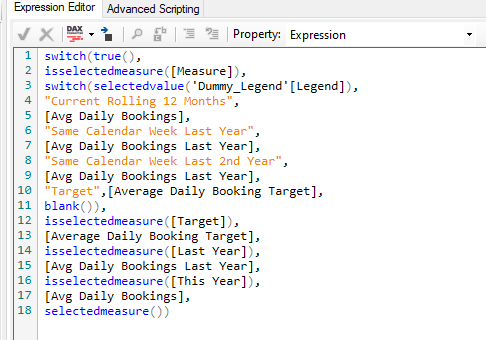 Expression Editor Advanced Scripting
DAX Property: Expression
1 switch(true(),
2 isselectedmeasure([Measure]),
3 switch(selectedvalue('Dummy_Legend'[Legend]),
4 "Current Rolling 12 Months",
5 [Avg Daily Bookings],
6 "Same Calendar Week Last Year",
7 [Avg Daily Bookings Last Year],
8 "Same Calendar Week Last 2nd Year",
9 [Avg Daily Bookings Last Year],
10 "Target",[Average Daily Booking Target],
11 blank()),
12 isselectedmeasure([Target]),
13 [Average Daily Booking Target],
14 isselectedmeasure([Last Year]),
15 [Avg Daily Bookings Last Year],
16 isselectedmeasure([This Year]),
17 [Avg Daily Bookings],
18 selectedmeasure())